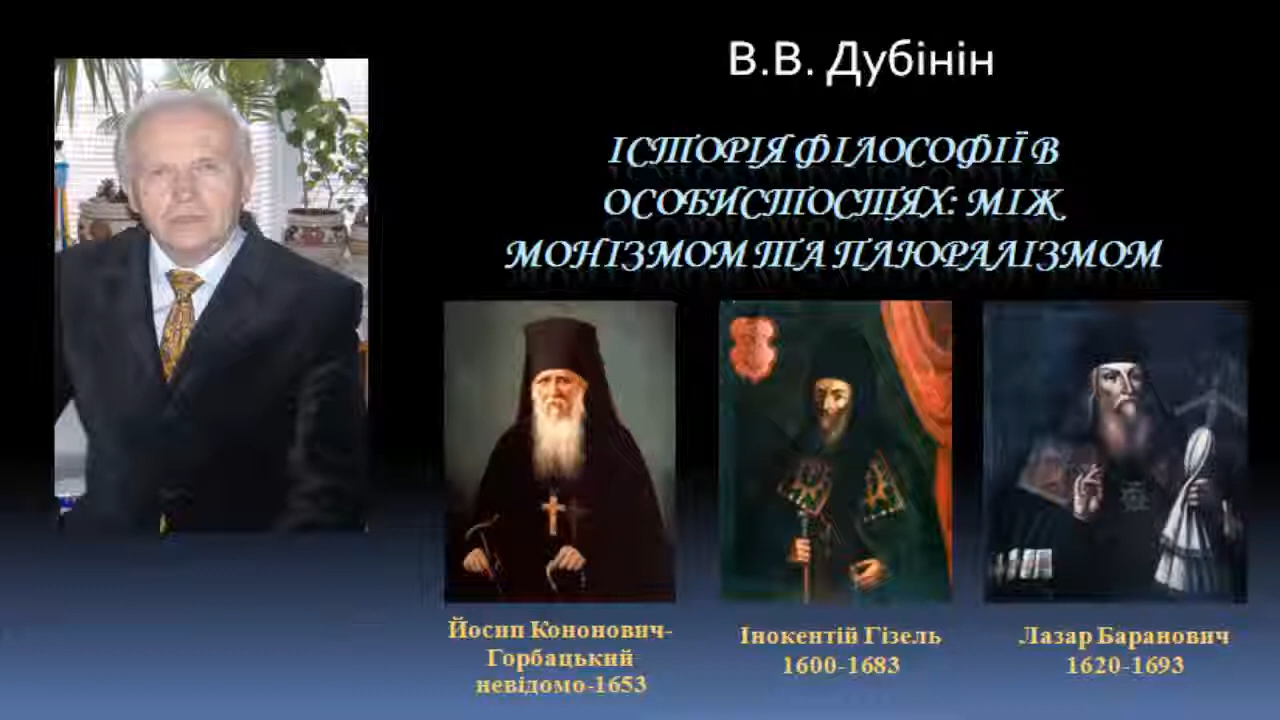 В.В. Дубінін
ІСТОРІЯ ФІЛОСОФІЇ В
ОСОБИСТОСТЯХ: МІЖ
МОНІЗМОМ ТА ПЛЮРАЛІЗМОМ
Йосип Кононович-
Горбацький
невідомо-1653
Інокентій Гізель
1600-1683
Лазар Баранович
1620-1693